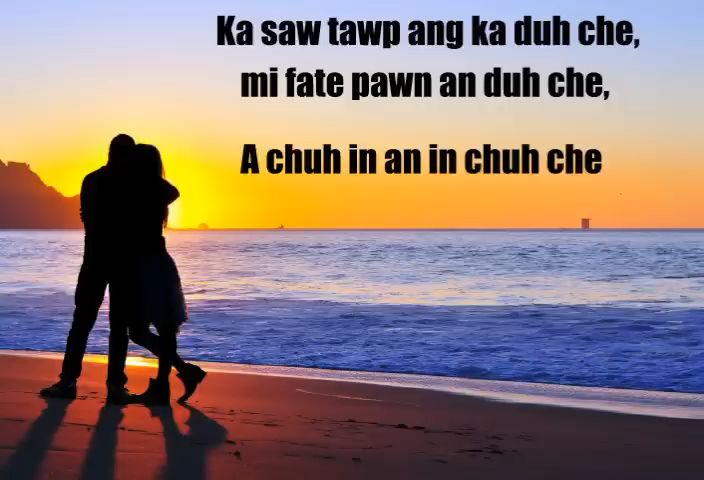 Ka saw tawp ang ka duh che,
mi fate pawn an duh che,
A chuh in an in chuh che